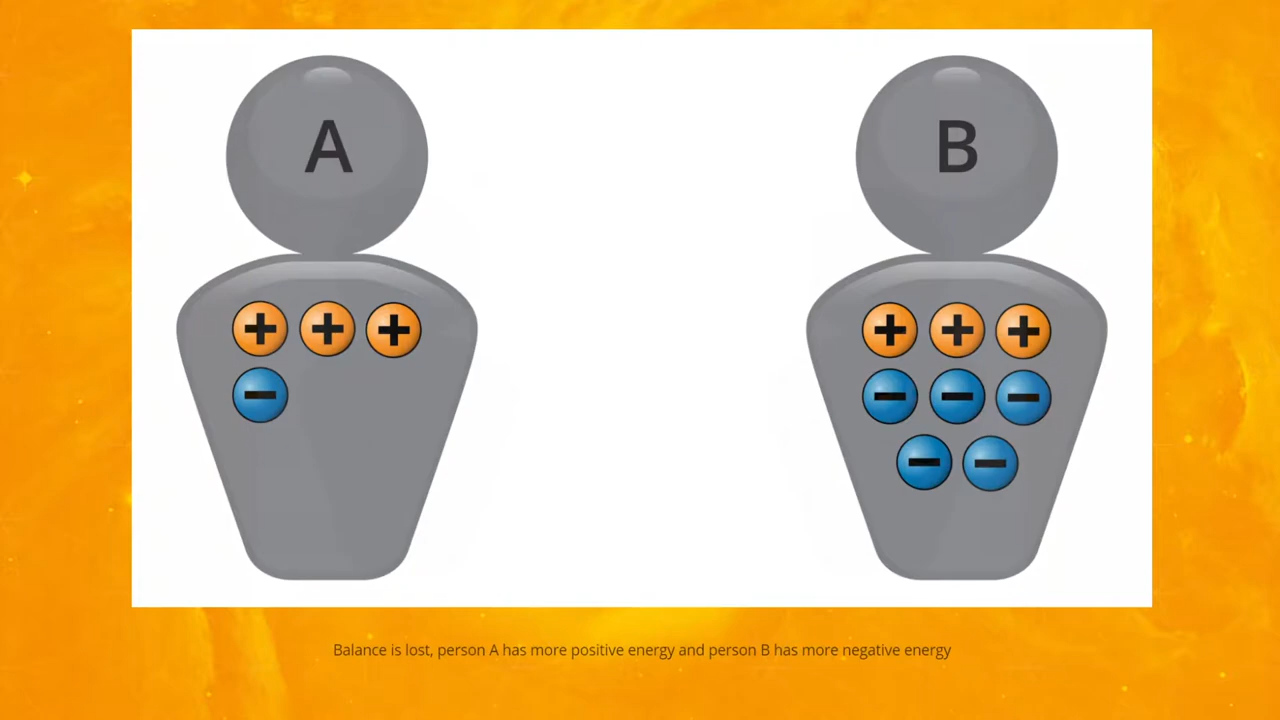 A
B
+ + +
+ + +
-
- - -
- -
Balance is lost, person A has more positive energy and person B has more negative energy